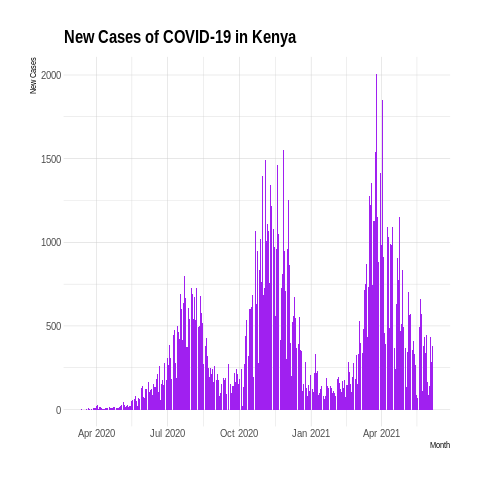 New Cases of COVID-19 in Kenya
New Cases
2000
1500
1000
500
0
Apr 2020 Jul 2020 Oct 2020 Jan 2021 Apr 2021
Month